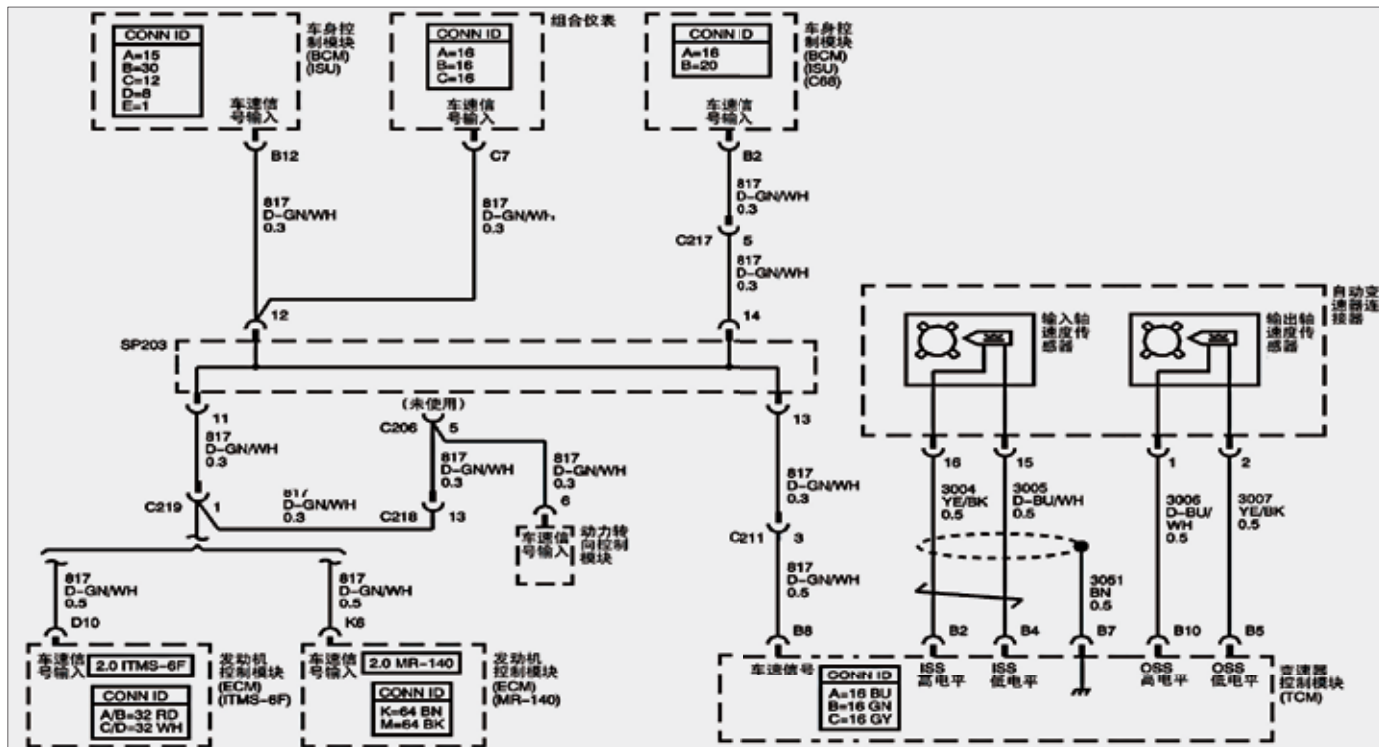 CONN ID
A=15
B=30
C=12
D=8
E=1
车身控
制模块
(BCM)
(ISU)
车速信
号输入
B12
组合仪表
CONN ID
A=16
B=16
C=16
车速信
号输入
C7
CONN ID
A=16
B=20
车身控
制模块
(BCM)
(ISU)
(C68)
车速信
号输入
B2
817
D-GN/WH
0.3
817
D-GN/WH
0.3
817
D-GN/WH
0.3
C217
5
817
D-GN/WH
0.3
12
14
SP203
11
13
(未使用)
C206
5
817
D-GN/WH
0.3
817
D-GN/WH
0.3
817
D-GN/WH
0.3
817
D-GN/WH
0.3
C219
1
817
D-GN/WH
0.3
C218
13
6
车速信
号输入
动力转
向控制
模块
C211
3
817
D-GN/WH
0.5
817
D-GN/WH
0.5
817
D-GN/WH
0.5
D10
K6
B8
自动变
速器连
接器
输入轴
速度传
感器
输出轴
速度传
感器
16
15
1
2
3004
YE/BK
0.5
3005
D-BU/WH
0.5
3006
D-BU/
WH
0.5
3007
YE/BK
0.5
3051
BN
0.5
B2
B4
B7
B10
B5
车速信
号输入
2.0 ITMS-6F
CONN ID
A/B=32 RD
C/D=32 WH
发动机
控制模块
(ECM)
(ITMS-6F)
车速信
号输入
2.0 MR-140
CONN ID
K=64 BN
M=64 BK
发动机
控制模块
(ECM)
(MR-140)
车速信号
CONN ID
A=16 BU
B=16 GN
C=16 GY
ISS
高电平
ISS
低电平
OSS
高电平
OSS
低电平
变速器
控制模块
(TCM)